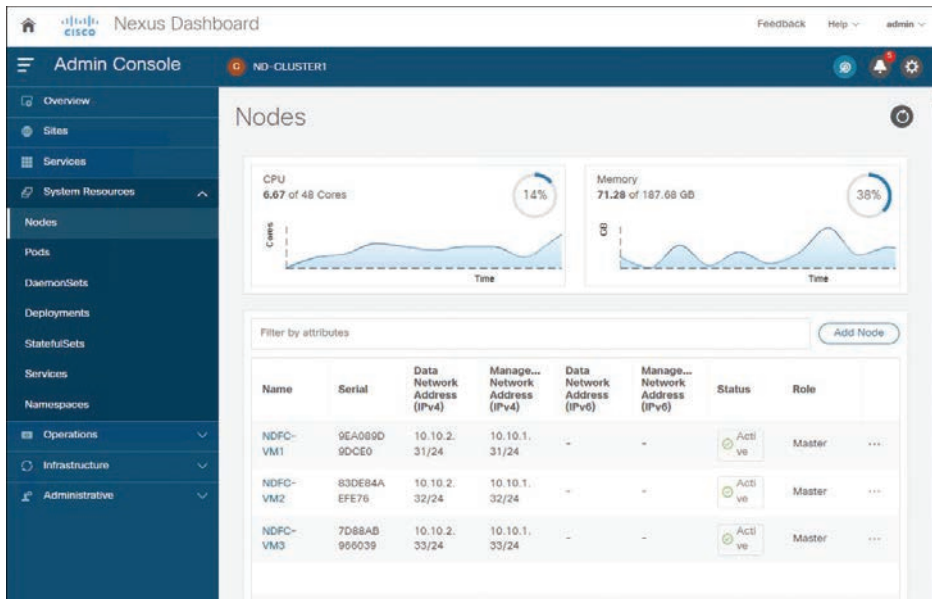 CISCO Nexus Dashboard Feedback Help admin
Admin Console C ND-CLUSTER1 5
Overview
Sites
Services
System Resources
Nodes
Pods
DaemonSets
Deployments
StatefulSets
Services
Namespaces
Operations
Infrastructure
Administrative
Nodes
CPU
6.67 of 48 Cores
14%
Cores
Time
Memory
71.28 of 187.68 GB
38%
GB
Time
Filter by attributes Add Node
Name Serial Data Network Address (IPv4) Manage... Network Address (IPv4) Data Network Address (IPv6) Manage... Network Address (IPv6) Status Role
NDFC- 9EA089D 10.10.2. 10.10.1. - - Acti Master ...
VM1 9DCE0 31/24 31/24 ve
NDFC- 83DE84A 10.10.2. 10.10.1. - - Acti Master ...
VM2 EFE76 32/24 32/24 ve
NDFC- 7D88AB 10.10.2. 10.10.1. - - Acti Master ...
VM3 966039 33/24 33/24 ve